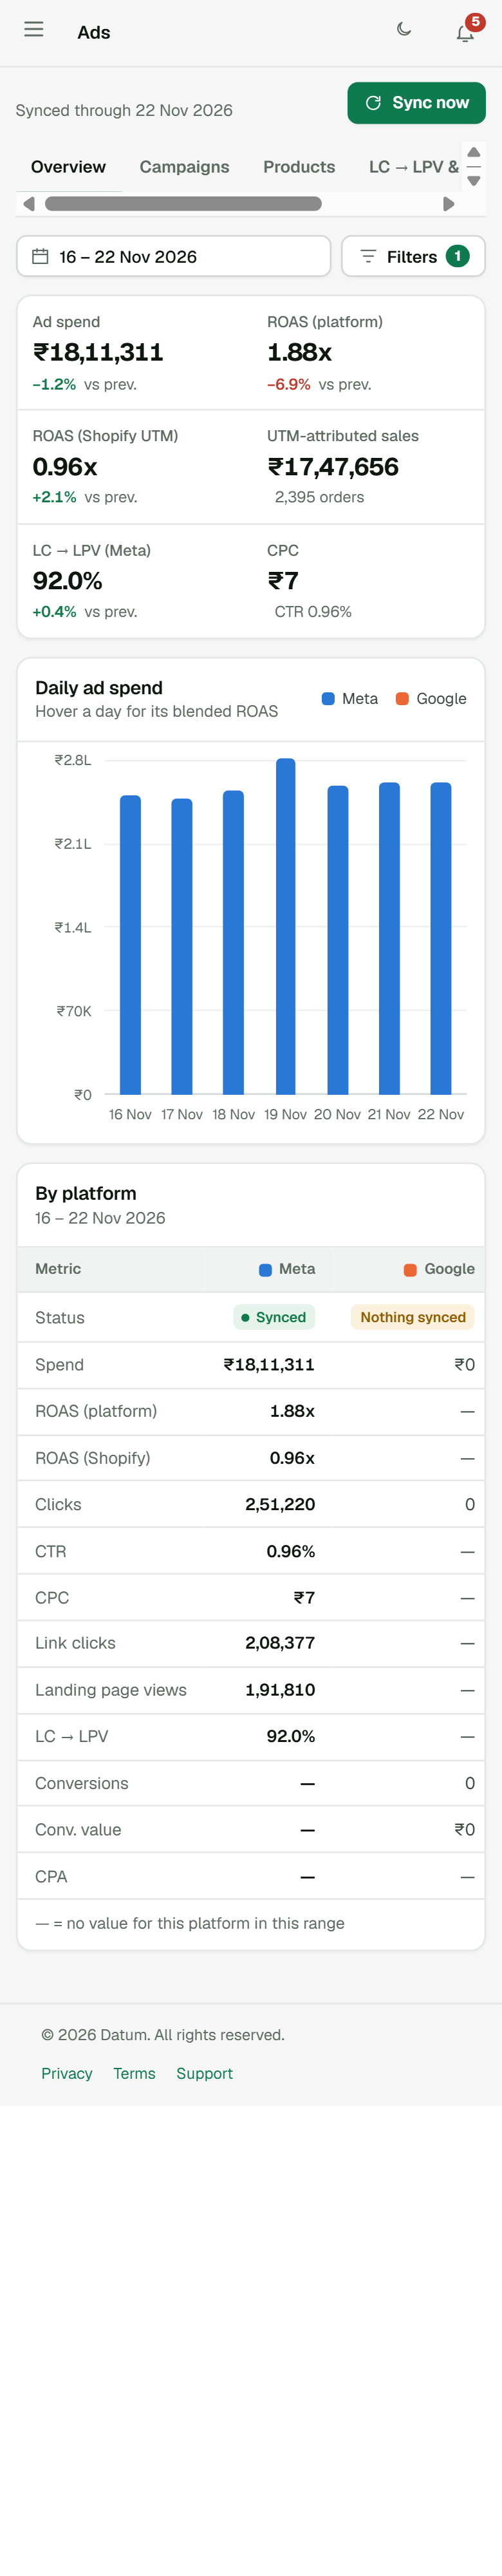 Ads
5
Synced through 22 Nov 2026
Sync now
Overview Campaigns Products LC → LPV &
16 – 22 Nov 2026
Filters 1
Ad spend ROAS (platform)
₹18,11,311 1.88x
−1.2% vs prev. −6.9% vs prev.
ROAS (Shopify UTM) UTM-attributed sales
0.96x ₹17,47,656
+2.1% vs prev. 2,395 orders
LC → LPV (Meta) CPC
92.0% ₹7
+0.4% vs prev. CTR 0.96%
Daily ad spend
Hover a day for its blended ROAS
Meta Google
₹2.8L
₹2.1L
₹1.4L
₹70K
₹0
16 Nov 17 Nov 18 Nov 19 Nov 20 Nov 21 Nov 22 Nov
By platform
16 – 22 Nov 2026
Metric Meta Google
Status Synced Nothing synced
Spend ₹18,11,311 ₹0
ROAS (platform) 1.88x —
ROAS (Shopify) 0.96x —
Clicks 2,51,220 0
CTR 0.96% —
CPC ₹7 —
Link clicks 2,08,377 —
Landing page views 1,91,810 —
LC → LPV 92.0% —
Conversions — 0
Conv. value — ₹0
CPA — —
— = no value for this platform in this range
© 2026 Datum. All rights reserved.
Privacy Terms Support